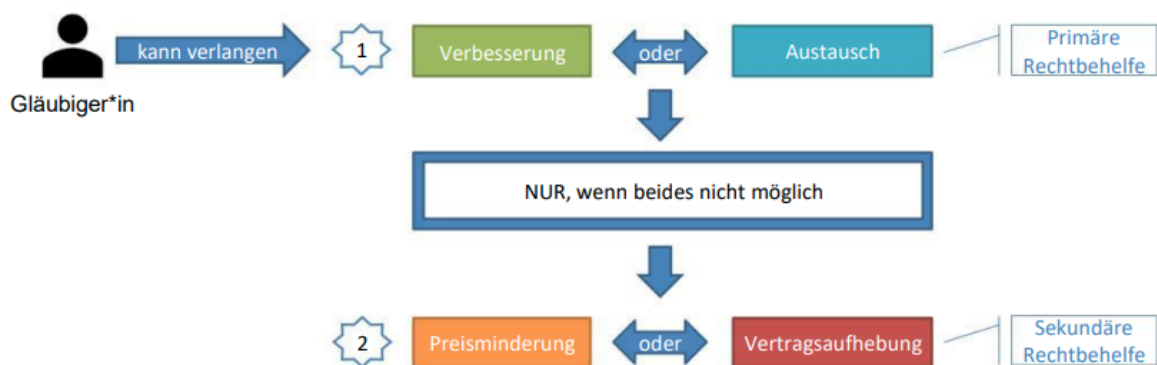 kann verlangen
1
Verbesserung
oder
Austausch
Primäre
Rechtbehelfe
Gläubiger*in
NUR, wenn beides nicht möglich
2
Preisminderung
oder
Vertragsaufhebung
Sekundäre
Rechtbehelfe